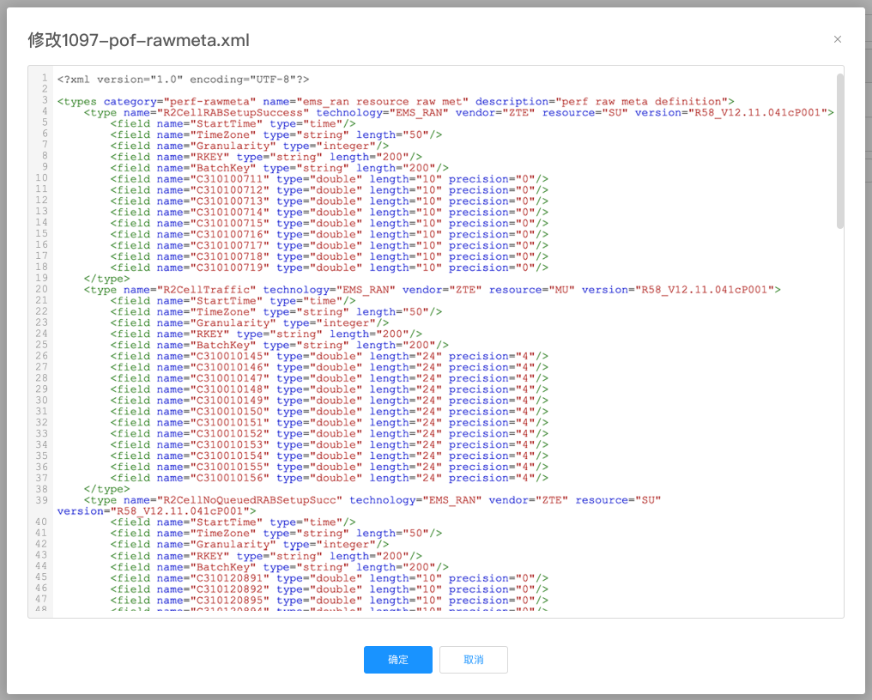 修改1097-pof-rawmeta.xml
×
1 <?xml version="1.0" encoding="UTF-8"?>
2
3 <types category="perf-rawmeta" name="ems_ran resource raw met" description="perf raw meta definition">
4 <type name="R2CellRABSetupSuccess" technology="EMS_RAN" vendor="ZTE" resource="SU" version="R58_V12.11.041cP001">
5 <field name="StartTime" type="time"/>
6 <field name="TimeZone" type="string" length="50"/>
7 <field name="Granularity" type="integer"/>
8 <field name="RKEY" type="string" length="200"/>
9 <field name="BatchKey" type="string" length="200"/>
10 <field name="C310100711" type="double" length="10" precision="0"/>
11 <field name="C310100712" type="double" length="10" precision="0"/>
12 <field name="C310100713" type="double" length="10" precision="0"/>
13 <field name="C310100714" type="double" length="10" precision="0"/>
14 <field name="C310100715" type="double" length="10" precision="0"/>
15 <field name="C310100716" type="double" length="10" precision="0"/>
16 <field name="C310100717" type="double" length="10" precision="0"/>
17 <field name="C310100718" type="double" length="10" precision="0"/>
18 <field name="C310100719" type="double" length="10" precision="0"/>
19 </type>
20 <type name="R2CellTraffic" technology="EMS_RAN" vendor="ZTE" resource="MU" version="R58_V12.11.041cP001">
21 <field name="StartTime" type="time"/>
22 <field name="TimeZone" type="string" length="50"/>
23 <field name="Granularity" type="integer"/>
24 <field name="RKEY" type="string" length="200"/>
25 <field name="BatchKey" type="string" length="200"/>
26 <field name="C310010145" type="double" length="24" precision="4"/>
27 <field name="C310010146" type="double" length="24" precision="4"/>
28 <field name="C310010147" type="double" length="24" precision="4"/>
29 <field name="C310010148" type="double" length="24" precision="4"/>
30 <field name="C310010149" type="double" length="24" precision="4"/>
31 <field name="C310010150" type="double" length="24" precision="4"/>
32 <field name="C310010151" type="double" length="24" precision="4"/>
33 <field name="C310010152" type="double" length="24" precision="4"/>
34 <field name="C310010153" type="double" length="24" precision="4"/>
35 <field name="C310010154" type="double" length="24" precision="4"/>
36 <field name="C310010155" type="double" length="24" precision="4"/>
37 <field name="C310010156" type="double" length="24" precision="4"/>
38 </type>
39 <type name="R2CellNoQueuedRABSetupSucc" technology="EMS_RAN" vendor="ZTE" resource="SU"
version="R58_V12.11.041cP001">
40 <field name="StartTime" type="time"/>
41 <field name="TimeZone" type="string" length="50"/>
42 <field name="Granularity" type="integer"/>
43 <field name="RKEY" type="string" length="200"/>
44 <field name="BatchKey" type="string" length="200"/>
45 <field name="C310120891" type="double" length="10" precision="0"/>
46 <field name="C310120892" type="double" length="10" precision="0"/>
47 <field name="C310120895" type="double" length="10" precision="0"/>
48
确定
取消